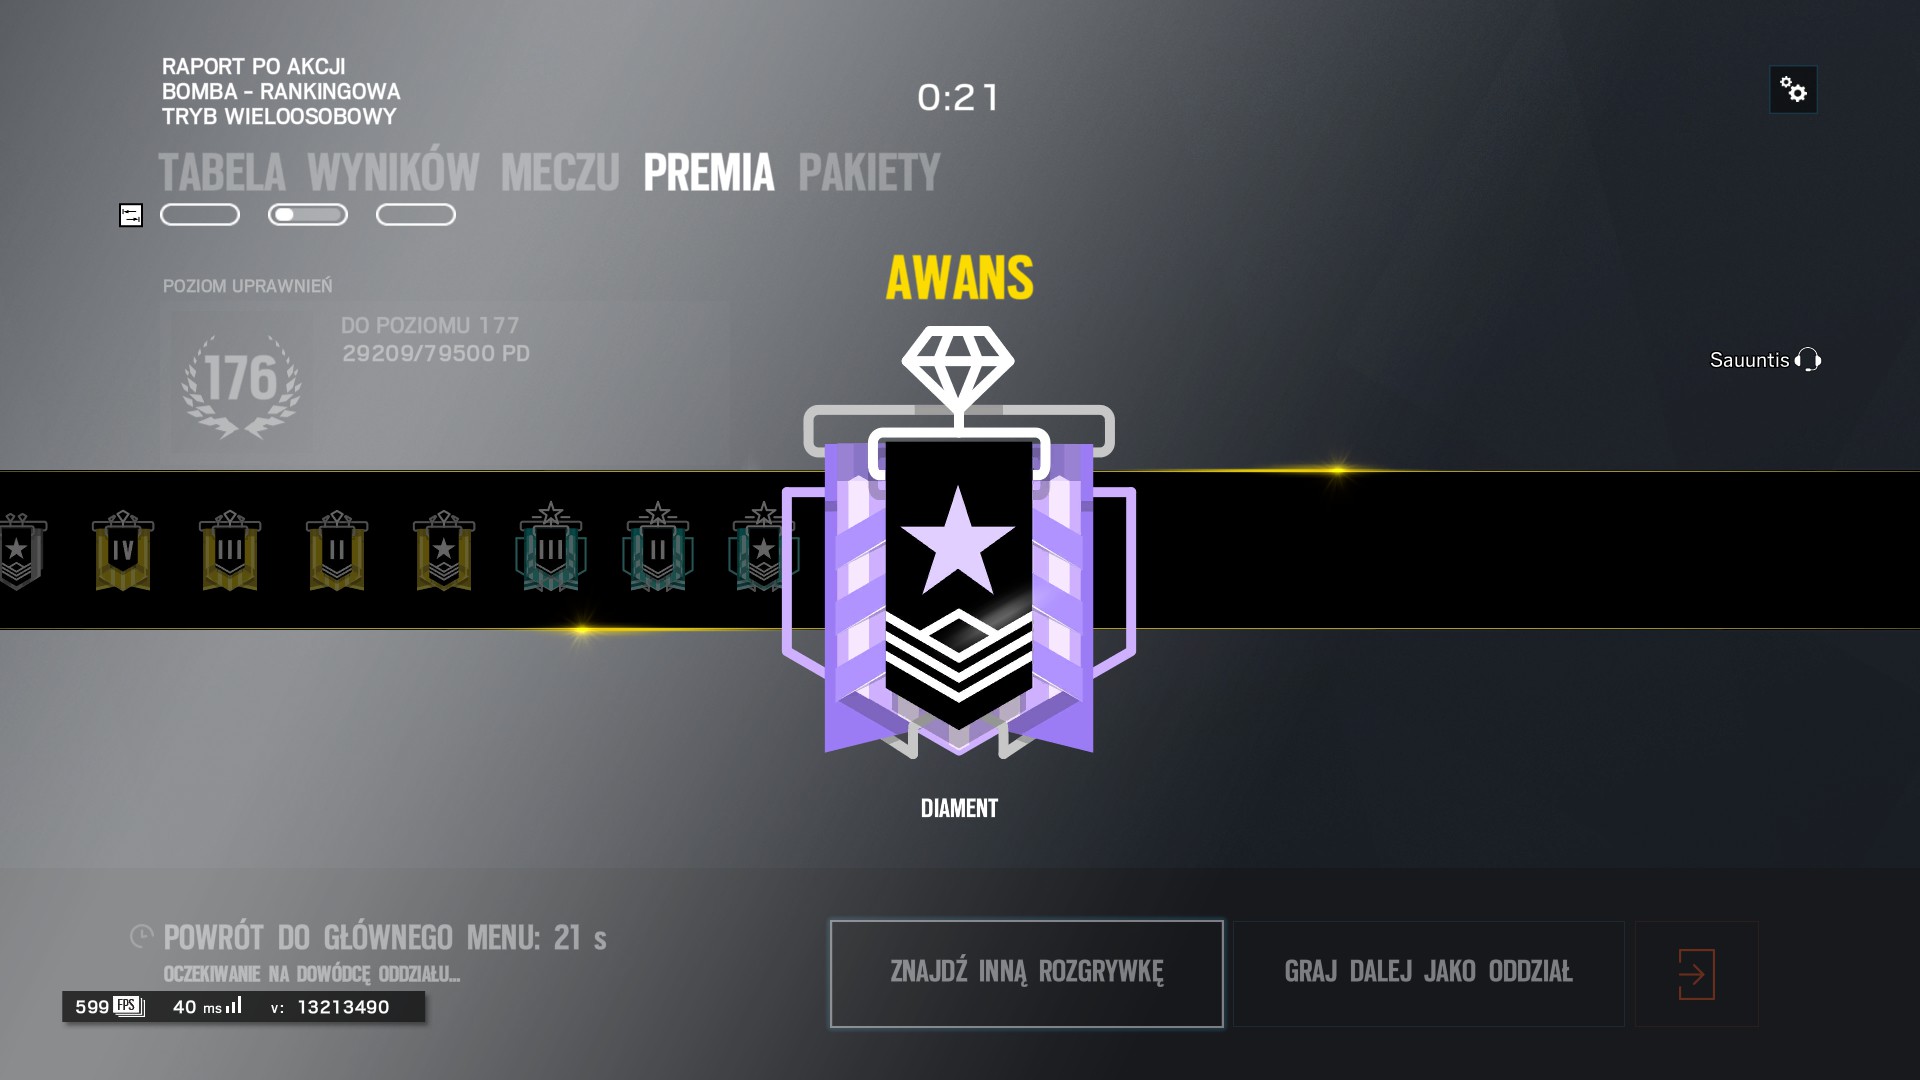 RAPORT PO AKCJI
BOMBA - RANKINGOWA
TRYB WIELOOSOBOWY
0:21
TABELA WYNIKÓW MECZU PREMIA PAKIETY
AWANS
POZIOM UPRAWNIEŃ
176
DO POZIOMU 177
29209/79500 PD
Sauuntis
IV III II III II
DIAMENT
POWRÓT DO GŁÓWNEGO MENU: 21 s
OCZEKIWANIE NA DOWÓDCĘ ODDZIAŁU...
ZNAJDŹ INNĄ ROZGRYWKĘ
GRAJ DALEJ JAKO ODDZIAŁ
599 FPS 40 ms v: 13213490